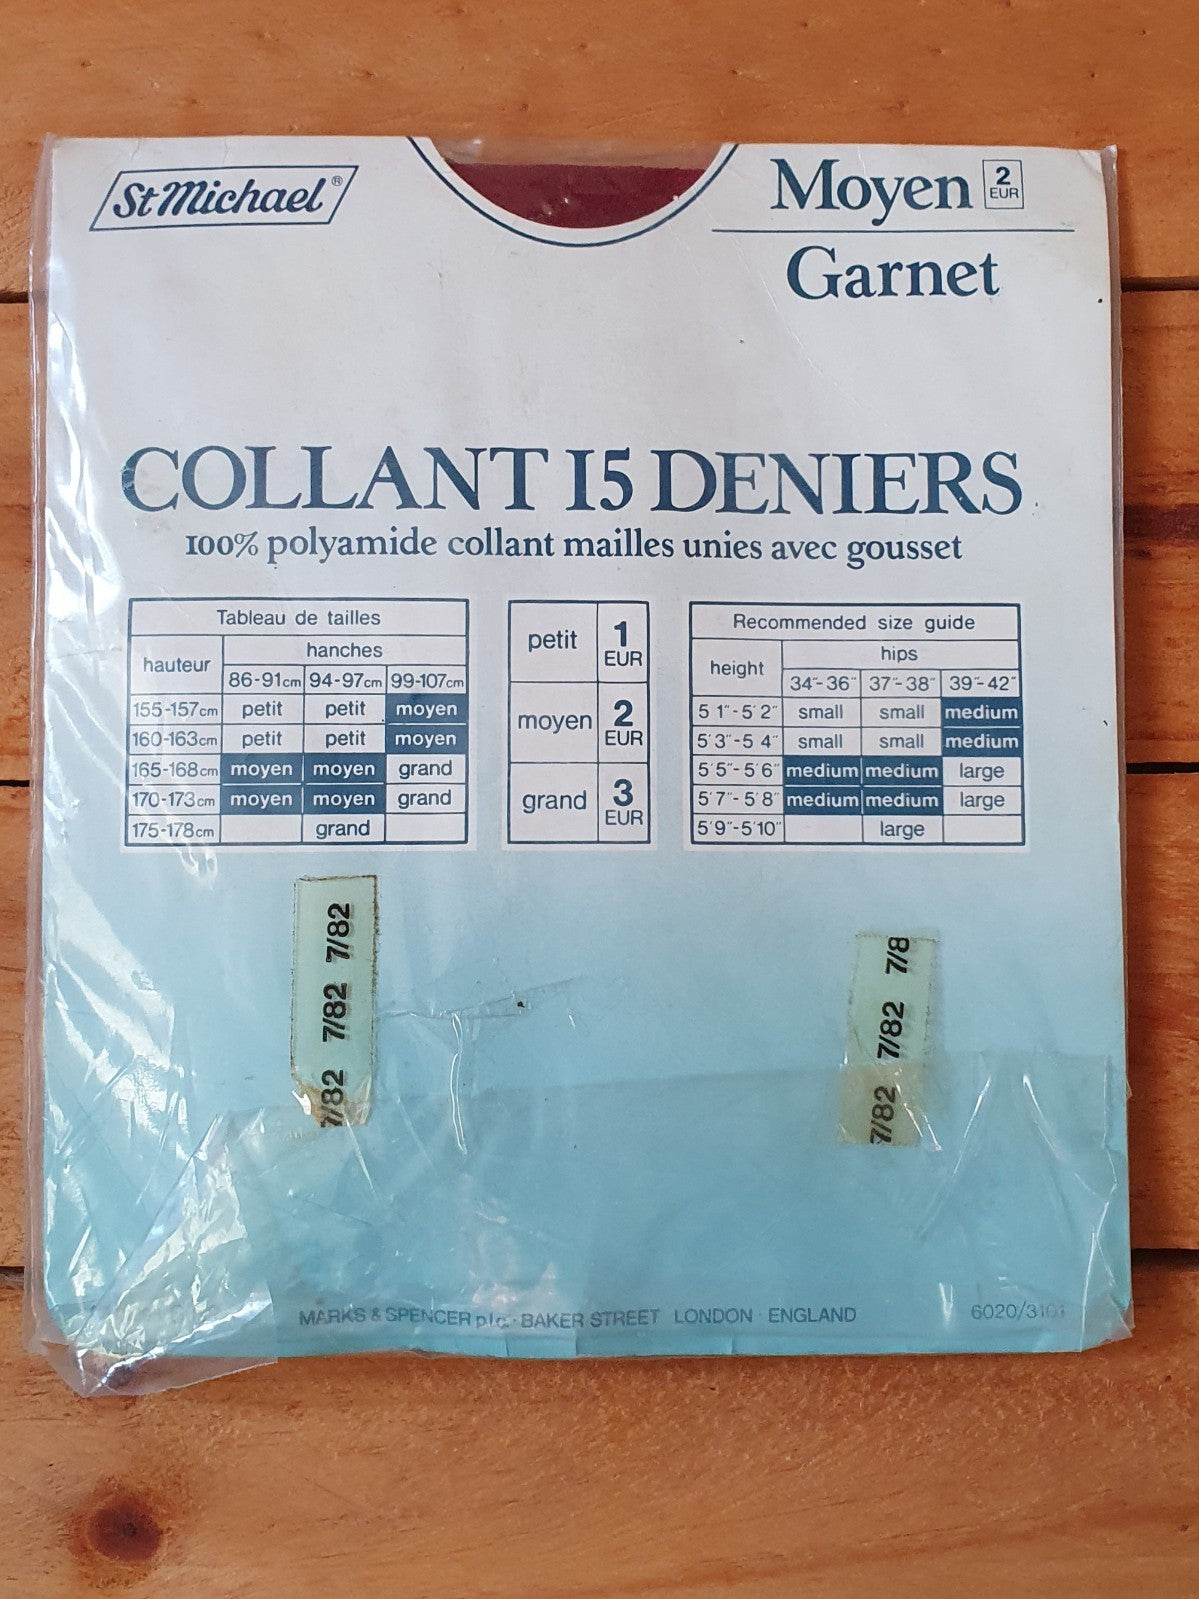 St Michael®
Moyen 2 EUR
Garnet
COLLANT 15 DENIERS
100% polyamide collant mailles unies avec gousset
Tableau de tailles
hauteur hanches
86-91cm 94-97cm 99-107cm
155-157cm petit petit moyen
160-163cm petit petit moyen
165-168cm moyen moyen grand
170-173cm moyen moyen grand
175-178cm grand
petit 1 EUR
moyen 2 EUR
grand 3 EUR
Recommended size guide
height hips
34"-36" 37"-38" 39"-42"
5 1"-5'2" small small medium
5'3"-5 4" small small medium
5'5"-5'6" medium medium large
5'7"-5'8" medium medium large
5'9"-5'10" large
7/82 7/82 7/82
7/82 7/82 7/8
MARKS & SPENCER p.l.c. · BAKER STREET LONDON · ENGLAND
6020/3101